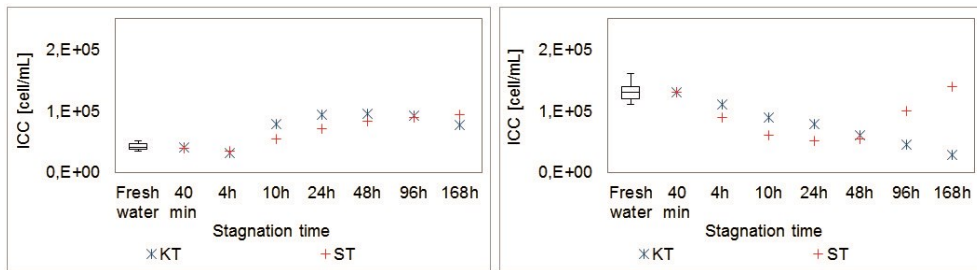 ICC [cell/mL]
2,E+05
1,E+05
0,E+00
Fresh water 40 min 4h 10h 24h 48h 96h 168h
Stagnation time
KT ST
ICC [cell/mL]
2,E+05
1,E+05
0,E+00
Fresh water 40 min 4h 10h 24h 48h 96h 168h
Stagnation time
KT ST